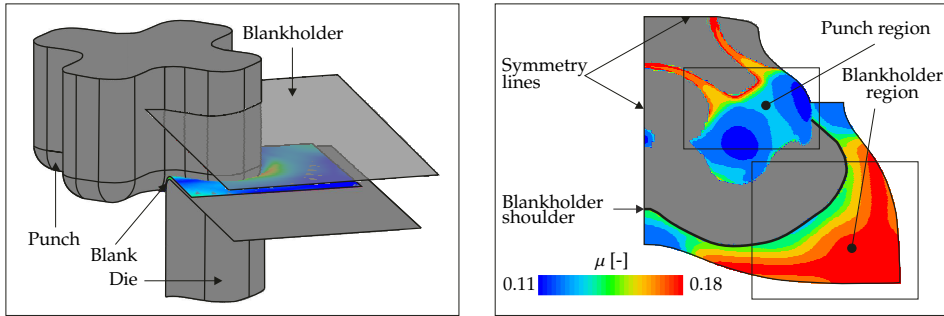 Blankholder
Punch
Blank
Die
Symmetry
lines
Punch region
Blankholder
region
Blankholder
shoulder
μ [-]
0.11
0.18